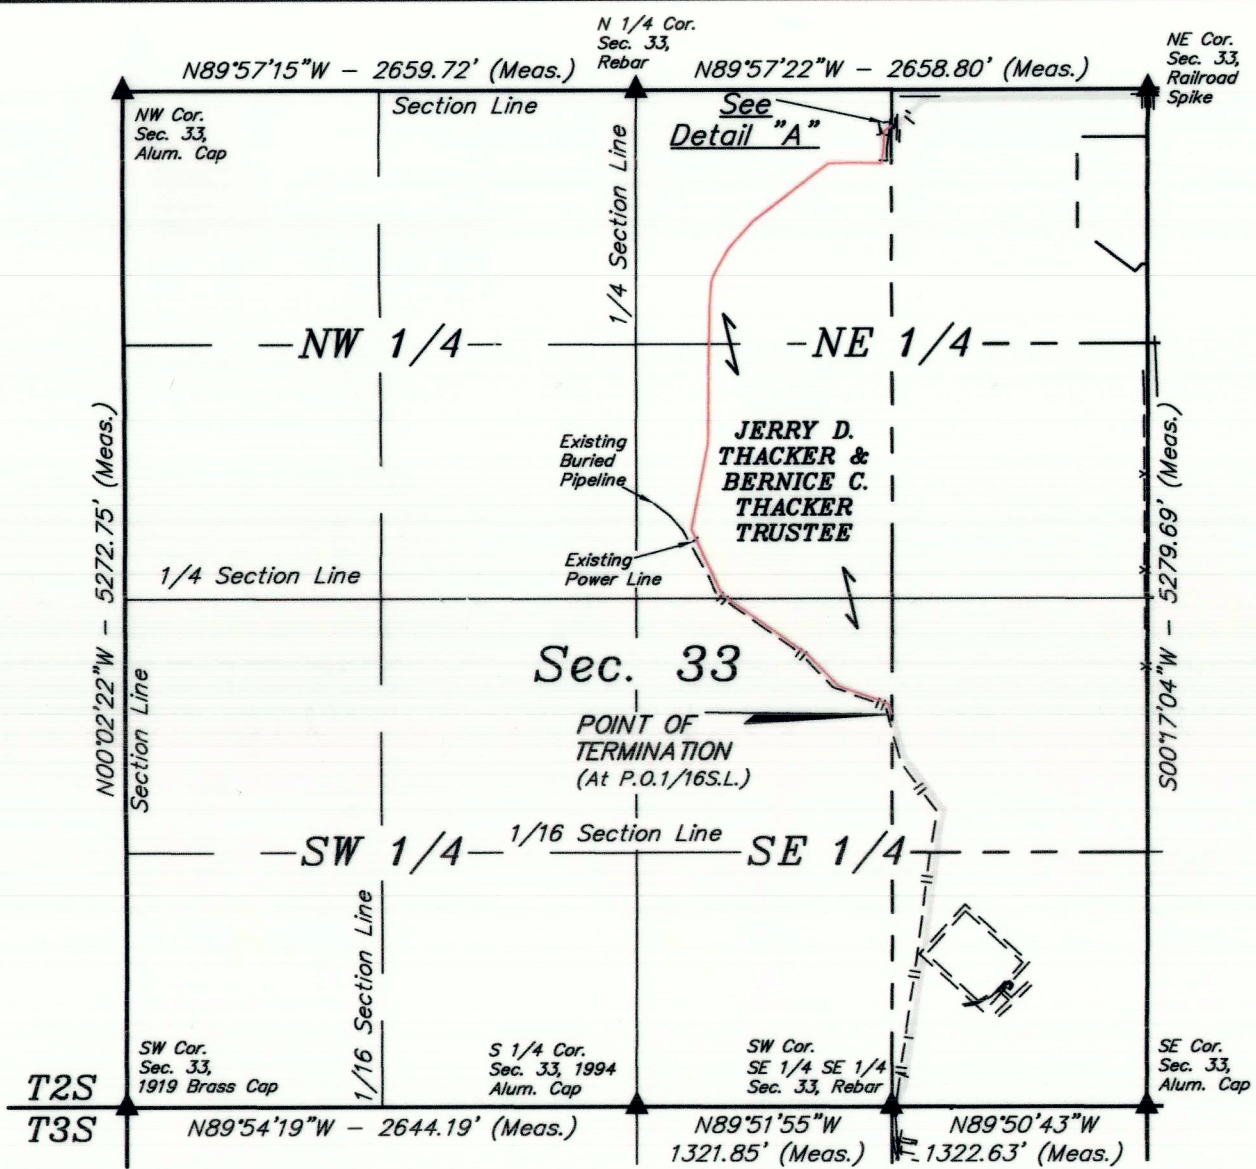 N 1/4 Cor.
Sec. 33,
Rebar
NE Cor.
Sec. 33,
Railroad
Spike
N89°57'15"W - 2659.72' (Meas.)
N89°57'22"W - 2658.80' (Meas.)
NW Cor.
Sec. 33,
Alum. Cap
Section Line
See
Detail "A"
1/4 Section Line
NW 1/4
NE 1/4
JERRY D.
THACKER &
BERNICE C.
THACKER
TRUSTEE
Existing
Buried
Pipeline
Existing
Power Line
N00°02'22"W - 5272.75' (Meas.)
S00°17'04"W - 5279.69' (Meas.)
1/4 Section Line
Sec. 33
Section Line
POINT OF
TERMINATION
(At P.O.1/16S.L.)
1/16 Section Line
SW 1/4
SE 1/4
1/16 Section Line
SW Cor.
Sec. 33,
1919 Brass Cap
S 1/4 Cor.
Sec. 33, 1994
Alum. Cap
SW Cor.
SE 1/4 SE 1/4
Sec. 33, Rebar
SE Cor.
Sec. 33,
Alum. Cap
T2S
T3S
N89°54'19"W - 2644.19' (Meas.)
N89°51'55"W
1321.85' (Meas.)
N89°50'43"W
1322.63' (Meas.)